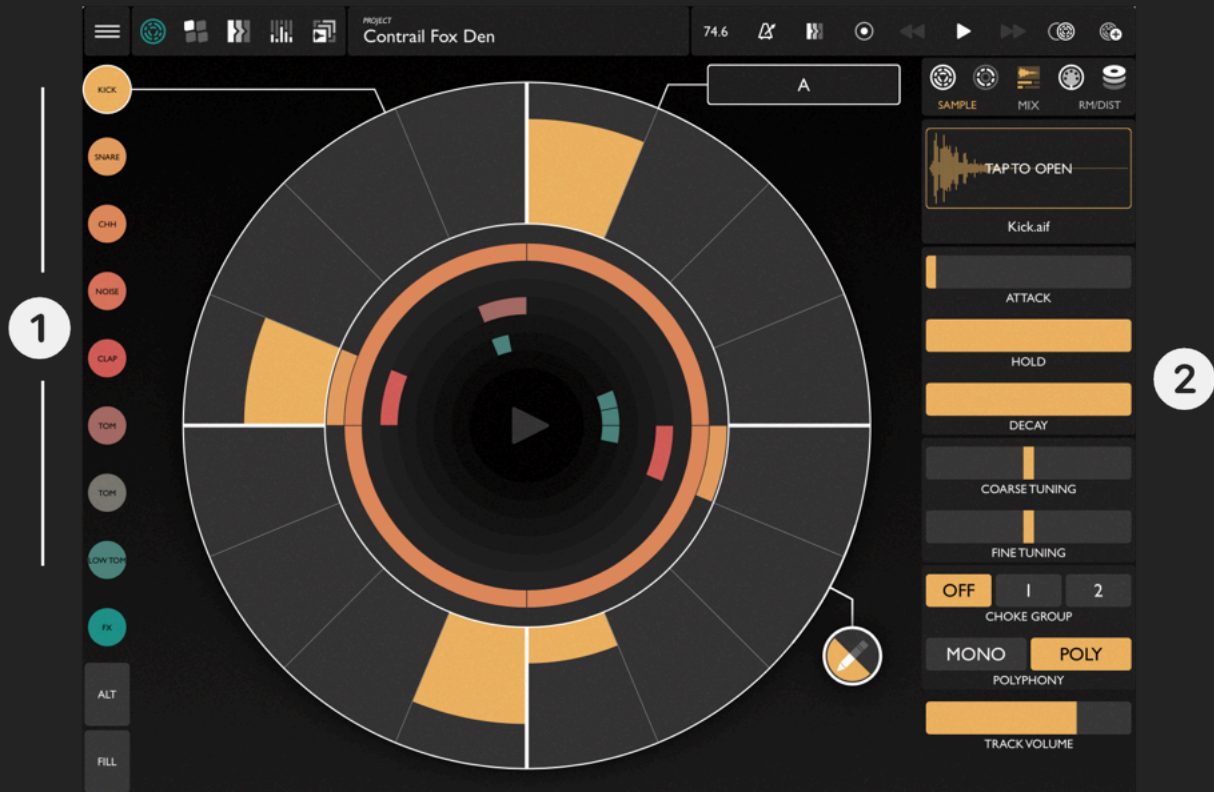 PROJECT
Contrail Fox Den
74.6
KICK
SNARE
CHH
NOISE
CLAP
TOM
TOM
LOW TOM
FX
ALT
FILL
1
A
SAMPLE
MIX
RM/DIST
TAP TO OPEN
Kick.aif
ATTACK
HOLD
DECAY
COARSE TUNING
FINE TUNING
OFF
1
2
CHOKE GROUP
MONO
POLY
POLYPHONY
TRACK VOLUME
2